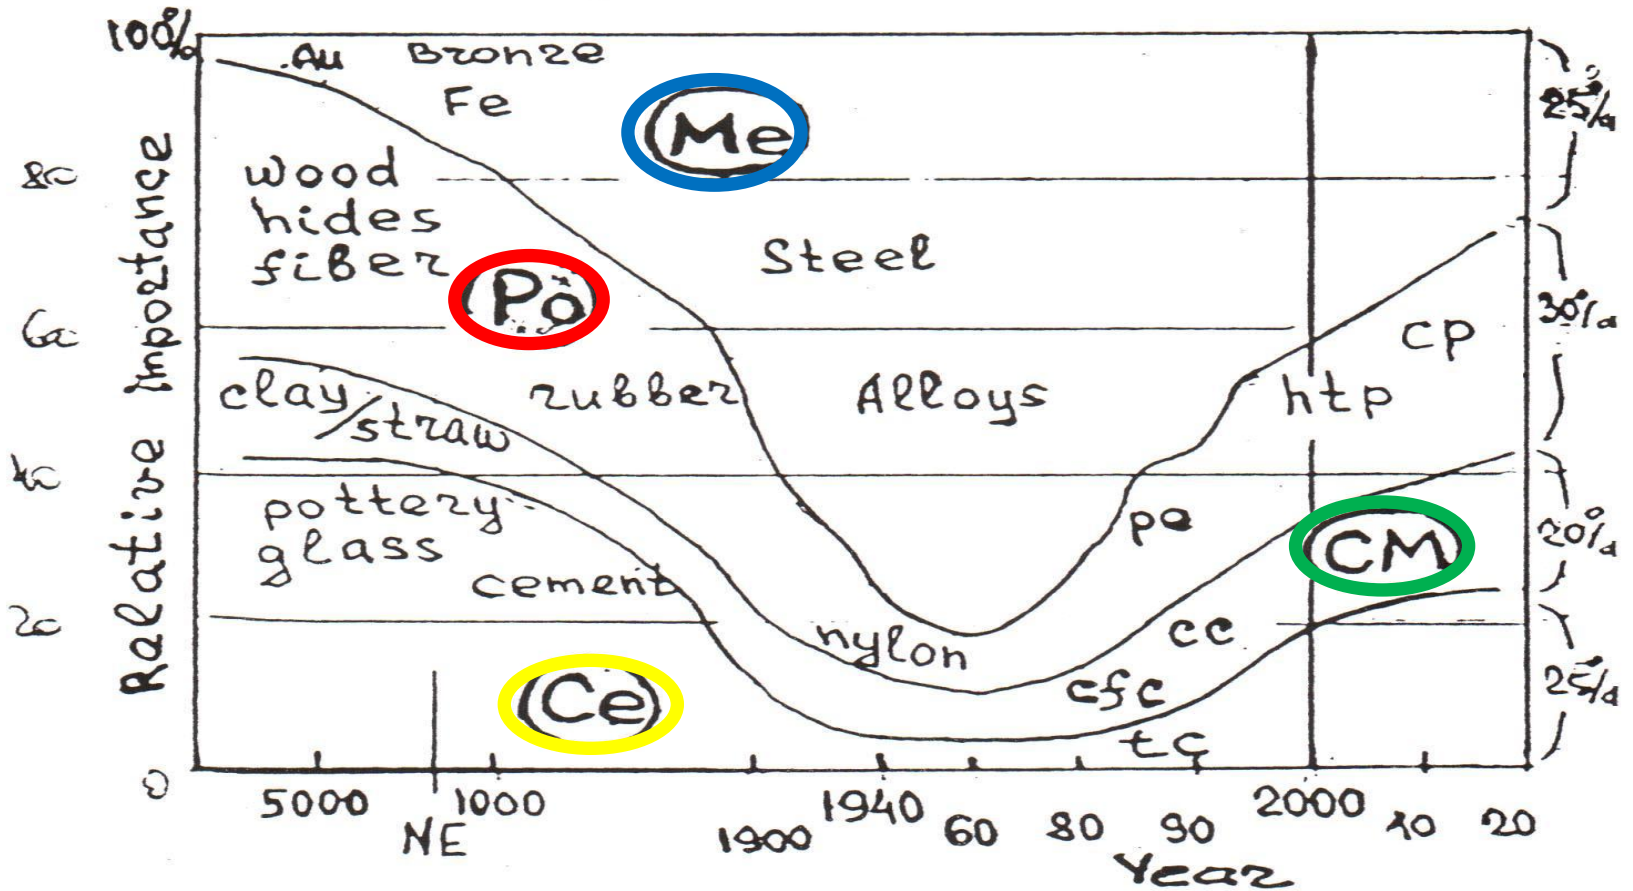 100%
Au Bronze
Fe
Me
25%
80
wood
hides
fiber
Po
Steel
60
30%
cp
clay/straw
rubber
Alloys
htp
40
pottery
glass
cement
pe
CM
20%
20
nylon
cc
cfc
Ce
tc
25%
0
5000
NE
1000
1900
1940
60
80
90
2000
10
20
Year
Ralative importance